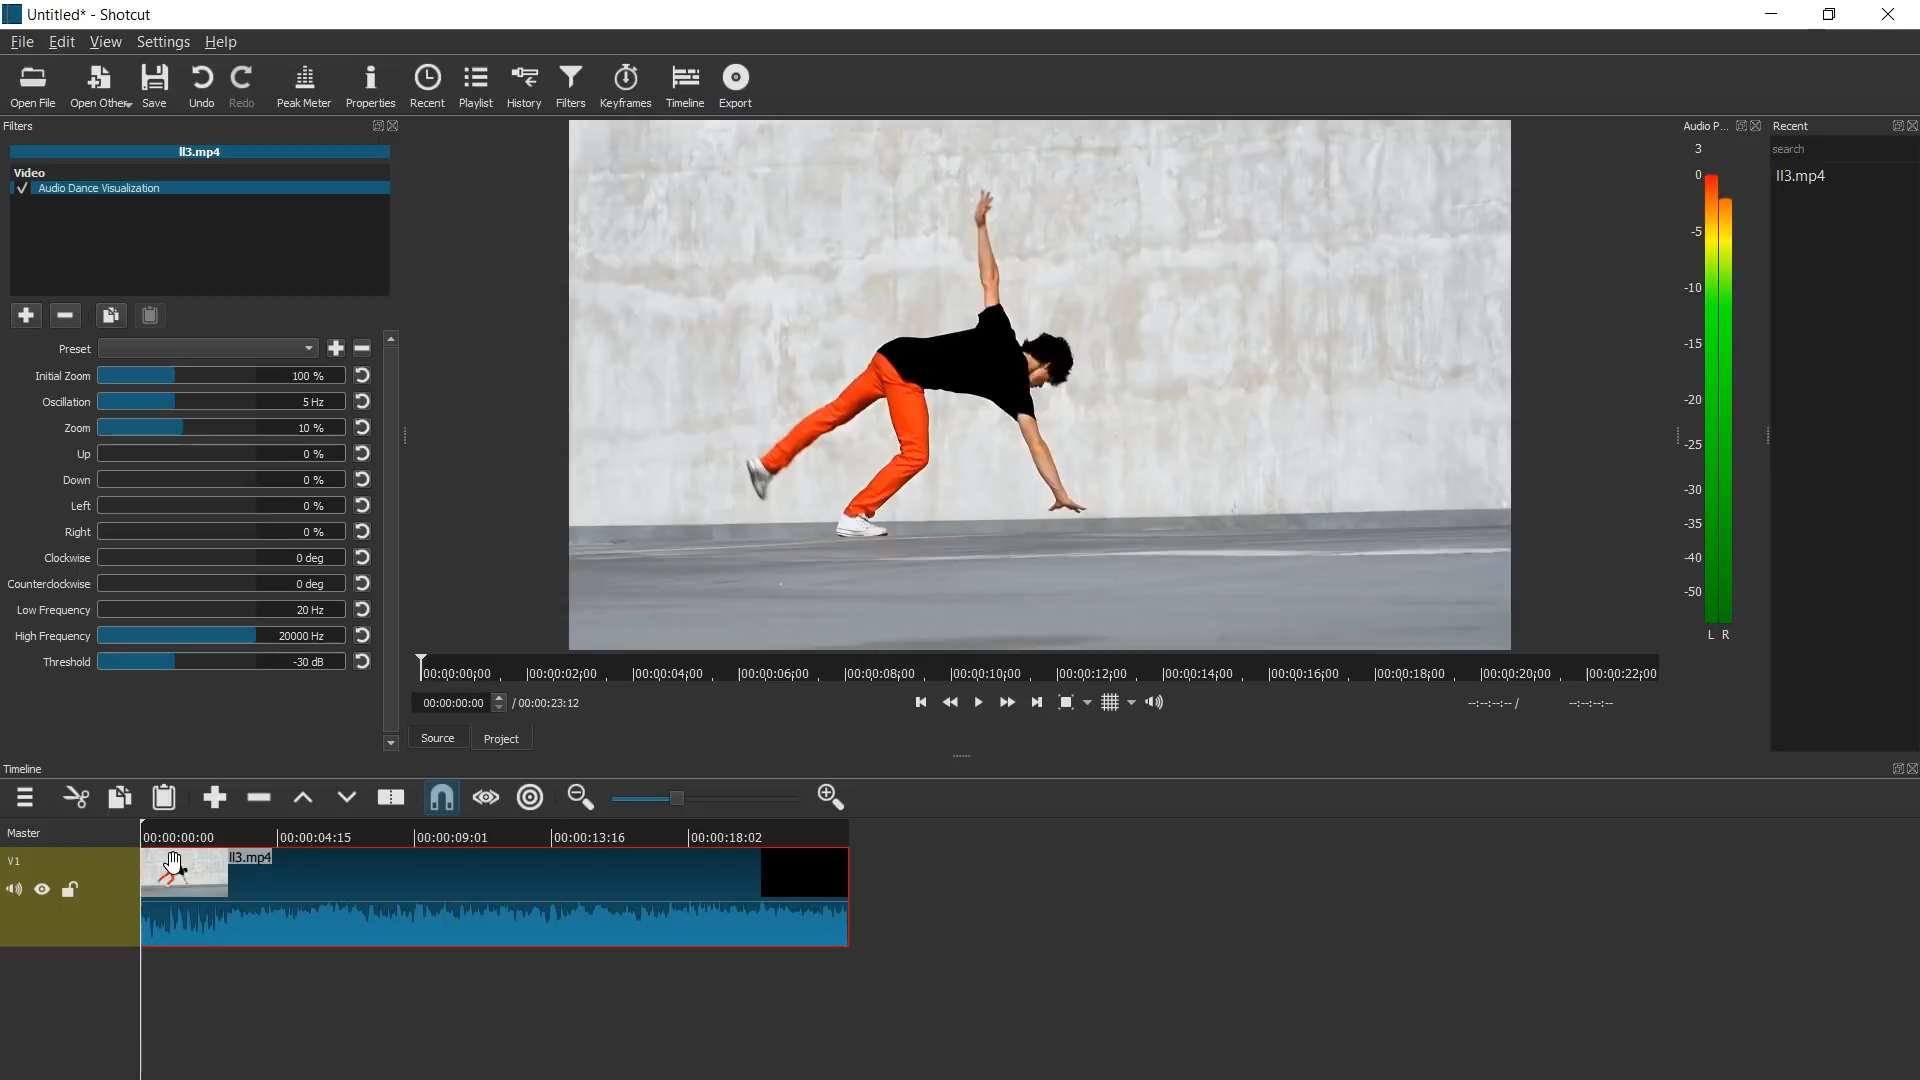 Untitled* - Shotcut
File Edit View Settings Help
Open File Open Other Save Undo Redo Peak Meter Properties Recent Playlist History Filters Keyframes Timeline Export
Filters
ll3.mp4
Video
Audio Dance Visualization
Preset
Initial Zoom 100 %
Oscillation 5 Hz
Zoom 10 %
Up 0 %
Down 0 %
Left 0 %
Right 0 %
Clockwise 0 deg
Counterclockwise 0 deg
Low Frequency 20 Hz
High Frequency 20000 Hz
Threshold -30 dB
00:00:00;00 00:00:02;00 00:00:04;00 00:00:06;00 00:00:08;00 00:00:10;00 00:00:12;00 00:00:14;00 00:00:16;00 00:00:18;00 00:00:20;00 00:00:22;00
00:00:00:00 / 00:00:23:12 --:--:--:-- / --:--:--:--
Source Project
Audio P...
3
0
-5
-10
-15
-20
-25
-30
-35
-40
-50
L R
Recent
search
ll3.mp4
Timeline
Master
00:00:00:00 00:00:04:15 00:00:09:01 00:00:13:16 00:00:18:02
V1
ll3.mp4